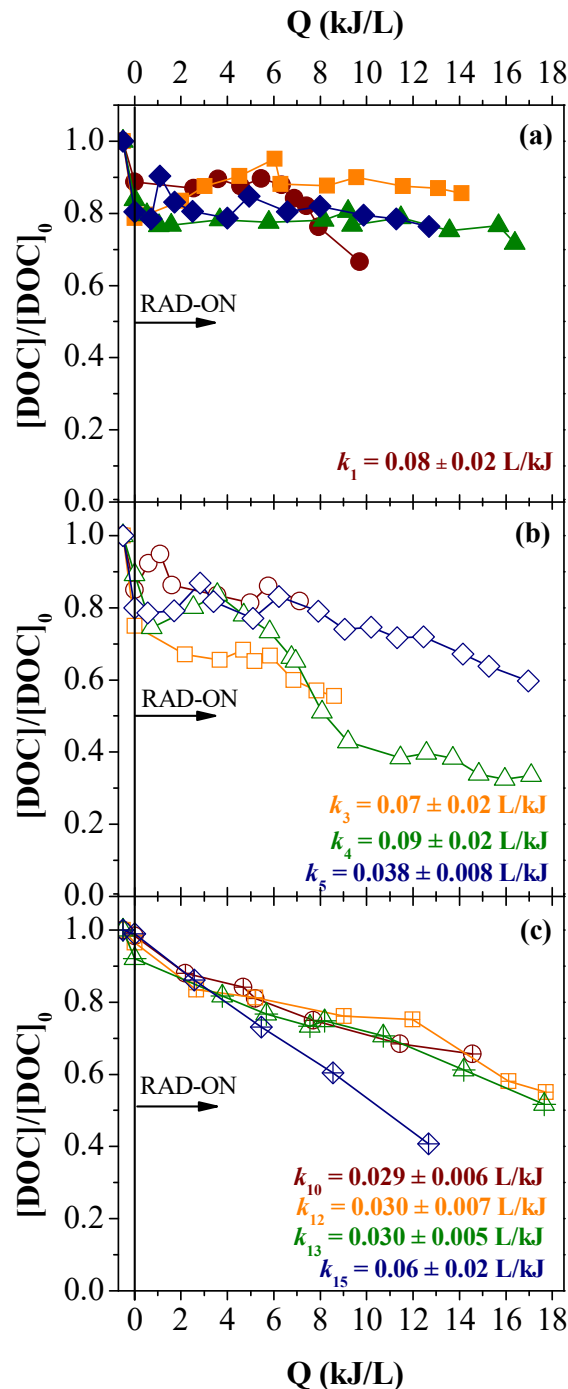 Q (kJ/L)
0 2 4 6 8 10 12 14 16 18
(a)
1.0
0.8
0.6
0.4
0.2
0.0
[DOC]/[DOC]0
RAD-ON
k1 = 0.08 ± 0.02 L/kJ
(b)
1.0
0.8
0.6
0.4
0.2
0.0
[DOC]/[DOC]0
RAD-ON
k3 = 0.07 ± 0.02 L/kJ
k4 = 0.09 ± 0.02 L/kJ
k5 = 0.038 ± 0.008 L/kJ
(c)
1.0
0.8
0.6
0.4
0.2
0.0
[DOC]/[DOC]0
RAD-ON
k10 = 0.029 ± 0.006 L/kJ
k12 = 0.030 ± 0.007 L/kJ
k13 = 0.030 ± 0.005 L/kJ
k15 = 0.06 ± 0.02 L/kJ
0 2 4 6 8 10 12 14 16 18
Q (kJ/L)